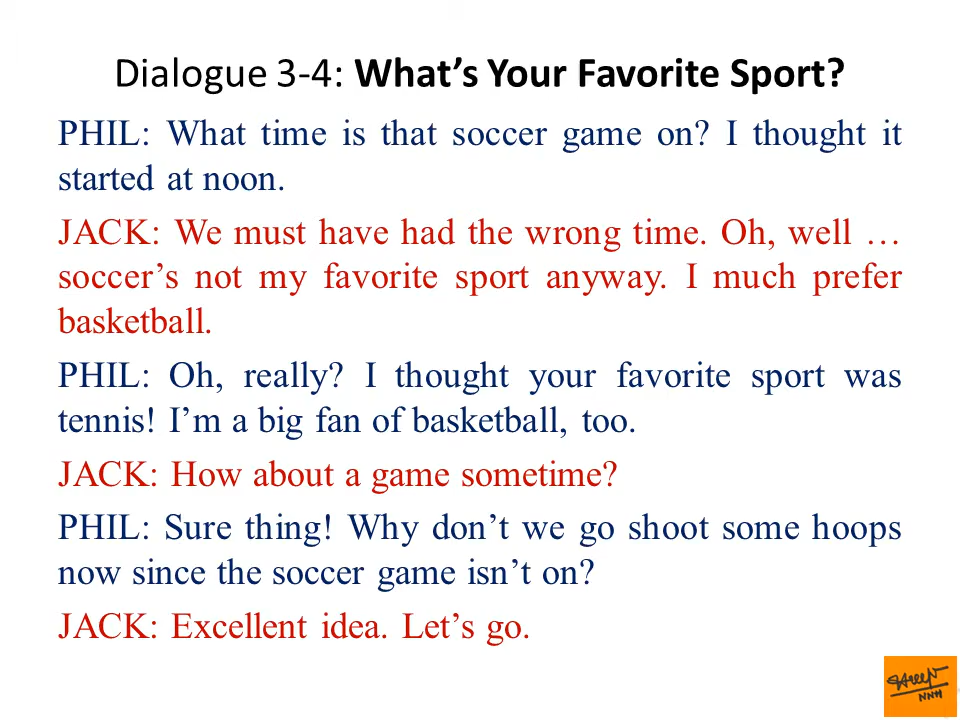 Dialogue 3-4: What’s Your Favorite Sport?
PHIL: What time is that soccer game on? I thought it
started at noon.
JACK: We must have had the wrong time. Oh, well …
soccer’s not my favorite sport anyway. I much prefer
basketball.
PHIL: Oh, really? I thought your favorite sport was
tennis! I’m a big fan of basketball, too.
JACK: How about a game sometime?
PHIL: Sure thing! Why don’t we go shoot some hoops
now since the soccer game isn’t on?
JACK: Excellent idea. Let’s go.
NNH